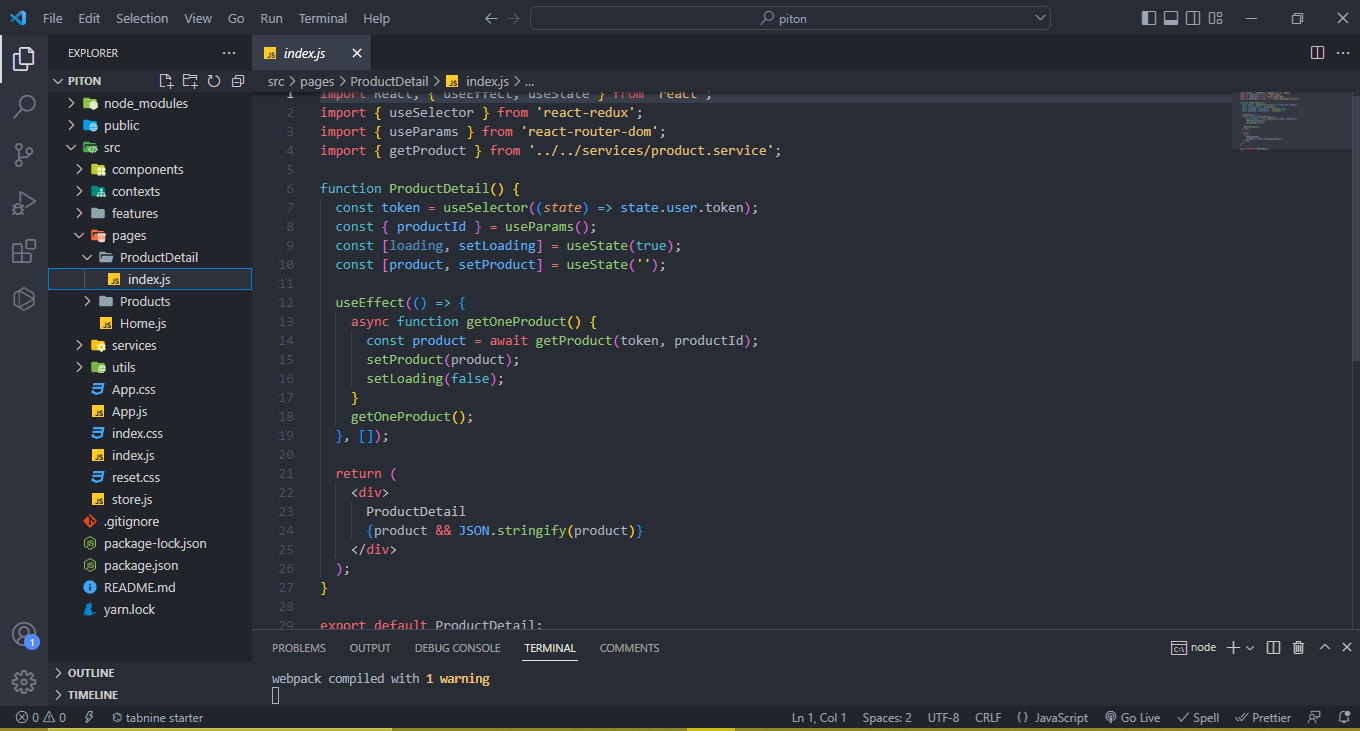 File Edit Selection View Go Run Terminal Help
piton
EXPLORER
PITON
node_modules
public
src
components
contexts
features
pages
ProductDetail
index.js
Products
Home.js
services
utils
App.css
App.js
index.css
index.js
reset.css
store.js
.gitignore
package-lock.json
package.json
README.md
yarn.lock
OUTLINE
TIMELINE
1
index.js
src > pages > ProductDetail > index.js > ...
1 import React, { useEffect, useState } from 'react';
2 import { useSelector } from 'react-redux';
3 import { useParams } from 'react-router-dom';
4 import { getProduct } from '../../services/product.service';
5
6 function ProductDetail() {
7 const token = useSelector((state) => state.user.token);
8 const { productId } = useParams();
9 const [loading, setLoading] = useState(true);
10 const [product, setProduct] = useState('');
11
12 useEffect(() => {
13 async function getOneProduct() {
14 const product = await getProduct(token, productId);
15 setProduct(product);
16 setLoading(false);
17 }
18 getOneProduct();
19 }, []);
20
21 return (
22 <div>
23 ProductDetail
24 {product && JSON.stringify(product)}
25 </div>
26 );
27 }
28
29 export default ProductDetail;
PROBLEMS OUTPUT DEBUG CONSOLE TERMINAL COMMENTS
node
webpack compiled with 1 warning
0 0 tabnine starter
Ln 1, Col 1 Spaces: 2 UTF-8 CRLF {} JavaScript Go Live Spell Prettier